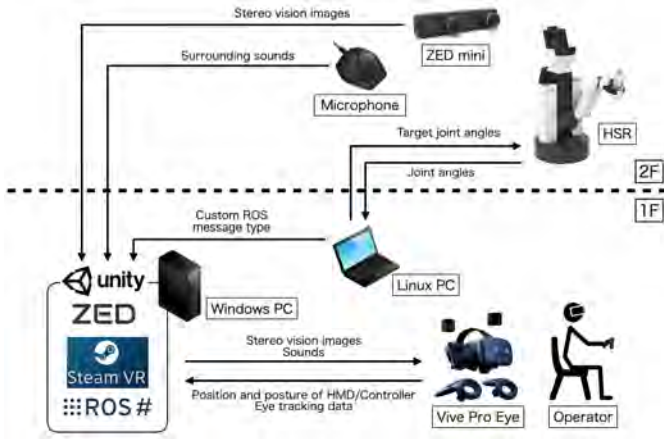 Stereo vision images
ZED mini
Surrounding sounds
Microphone
Target joint angles
HSR
Joint angles
2F
1F
Custom ROS
message type
unity
Windows PC
Linux PC
ZED
Steam VR
ROS #
Stereo vision images
Sounds
Position and posture of HMD/Controller
Eye tracking data
Vive Pro Eye
Operator